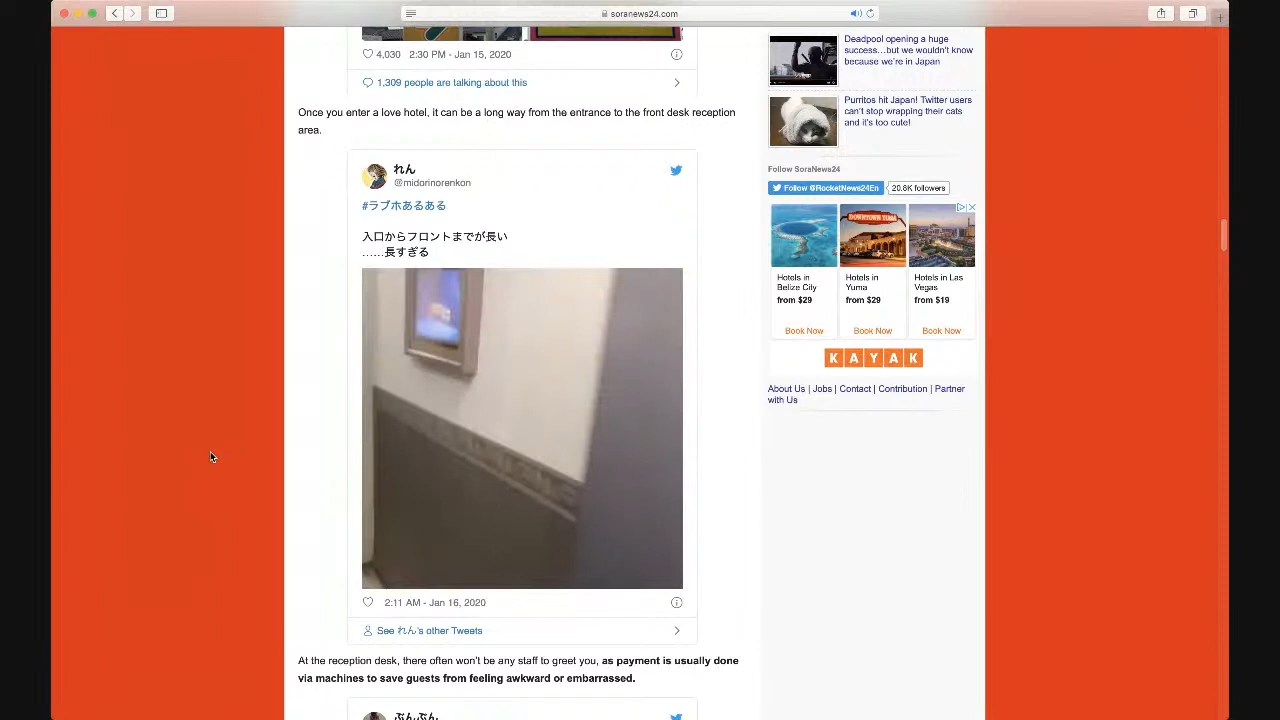 soranews24.com
4,030 2:30 PM - Jan 15, 2020
1,309 people are talking about this
Once you enter a love hotel, it can be a long way from the entrance to the front desk reception
area.
れん
@midorinorenkon
#ラブホあるある
入口からフロントまでが長い
……長すぎる
2:11 AM - Jan 16, 2020
See れん's other Tweets
At the reception desk, there often won't be any staff to greet you, as payment is usually done
via machines to save guests from feeling awkward or embarrassed.
ぶんぶん
Deadpool opening a huge
success...but we wouldn't know
because we're in Japan
Purritos hit Japan! Twitter users
can't stop wrapping their cats
and it's too cute!
Follow SoraNews24
Follow @RocketNews24En 20.8K followers
DOWNTOWN YUMA
Hotels in
Belize City
from $29
Book Now
Hotels in
Yuma
from $29
Book Now
Hotels in Las
Vegas
from $19
Book Now
KAYAK
About Us | Jobs | Contact | Contribution | Partner
with Us